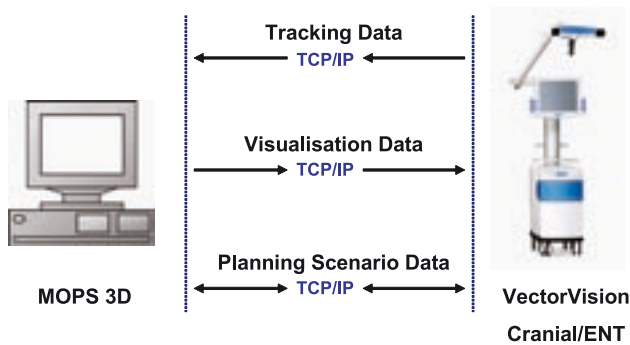 Tracking Data
TCP/IP
Visualisation Data
TCP/IP
Planning Scenario Data
TCP/IP
MOPS 3D
VectorVision
Cranial/ENT